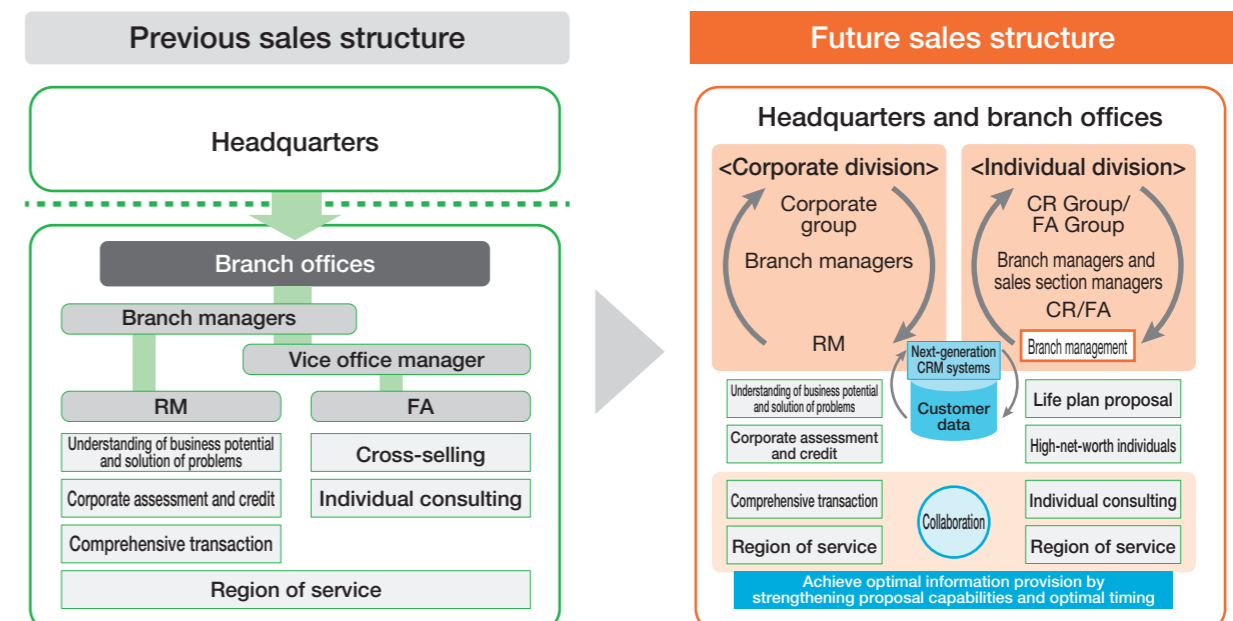 Previous sales structure
Headquarters
Branch offices
Branch managers
Vice office manager
RM
FA
Understanding of business potential
and solution of problems
Cross-selling
Corporate assessment and credit
Individual consulting
Comprehensive transaction
Region of service
Future sales structure
Headquarters and branch offices
<Corporate division>
Corporate
group
Branch managers
RM
<Individual division>
CR Group/
FA Group
Branch managers and
sales section managers
CR/FA
Branch management
Next-generation
CRM systems
Customer
data
Understanding of business potential
and solution of problems
Corporate assessment
and credit
Life plan proposal
High-net-worth individuals
Comprehensive transaction
Region of service
Collaboration
Individual consulting
Region of service
Achieve optimal information provision by
strengthening proposal capabilities and optimal timing